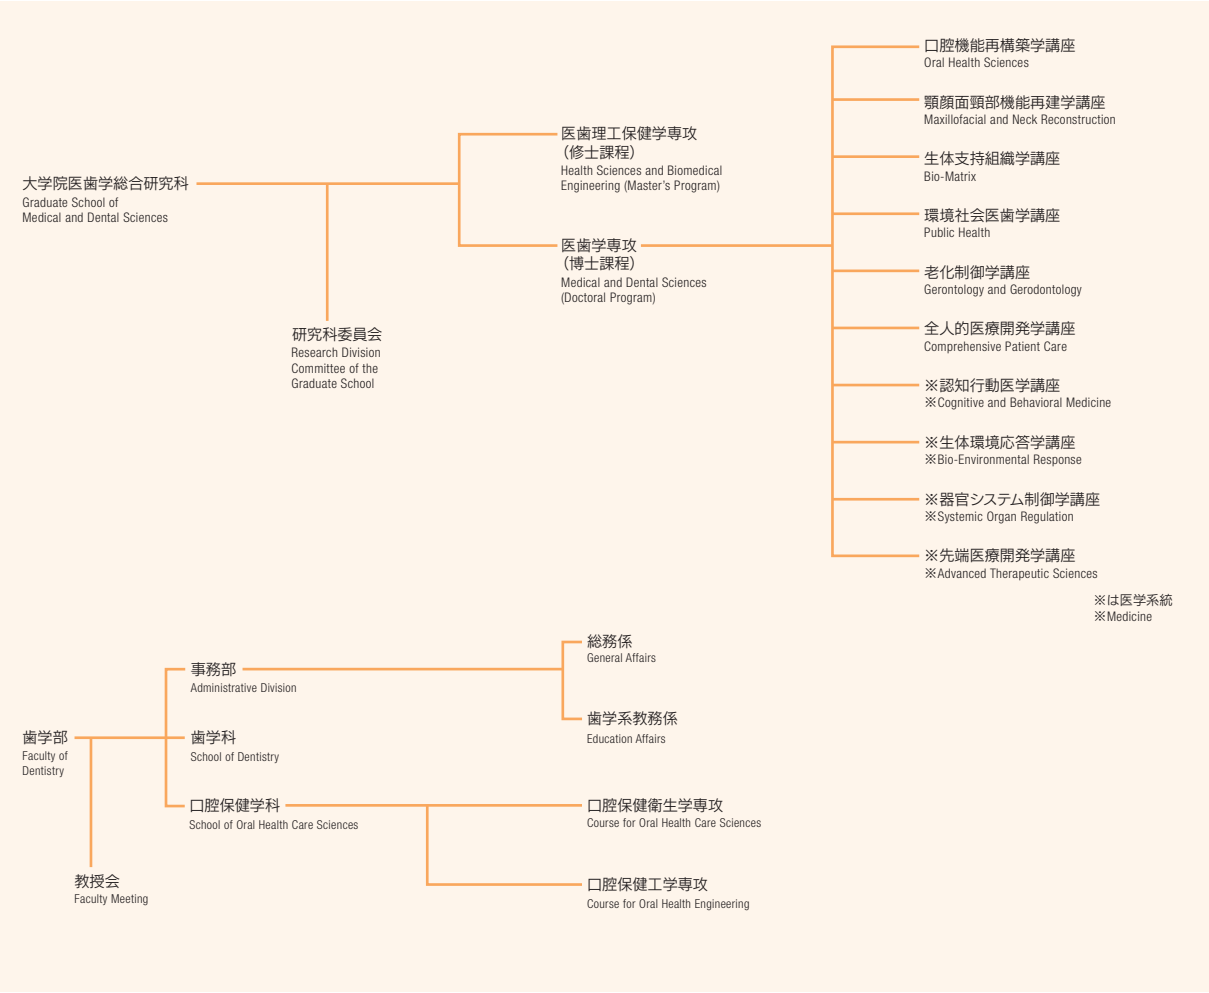 大学院医歯学総合研究科
Graduate School of
Medical and Dental Sciences
研究科委員会
Research Division
Committee of the
Graduate School
医歯理工保健学専攻
（修士課程）
Health Sciences and Biomedical
Engineering (Master's Program)
医歯学専攻
（博士課程）
Medical and Dental Sciences
(Doctoral Program)
口腔機能再構築学講座
Oral Health Sciences
顎顔面頸部機能再建学講座
Maxillofacial and Neck Reconstruction
生体支持組織学講座
Bio-Matrix
環境社会医歯学講座
Public Health
老化制御学講座
Gerontology and Gerodontology
全人的医療開発学講座
Comprehensive Patient Care
※認知行動医学講座
※Cognitive and Behavioral Medicine
※生体環境応答学講座
※Bio-Environmental Response
※器官システム制御学講座
※Systemic Organ Regulation
※先端医療開発学講座
※Advanced Therapeutic Sciences
※は医学系統
※Medicine
歯学部
Faculty of
Dentistry
教授会
Faculty Meeting
事務部
Administrative Division
総務係
General Affairs
歯学系教務係
Education Affairs
歯学科
School of Dentistry
口腔保健学科
School of Oral Health Care Sciences
口腔保健衛生学専攻
Course for Oral Health Care Sciences
口腔保健工学専攻
Course for Oral Health Engineering